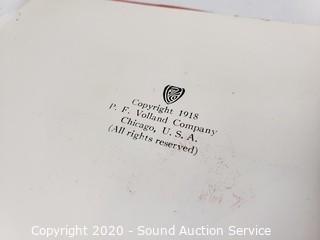 Copyright 1918
P. F. Volland Company
Chicago, U. S. A.
(All rights reserved)
Copyright 2020 - Sound Auction Service